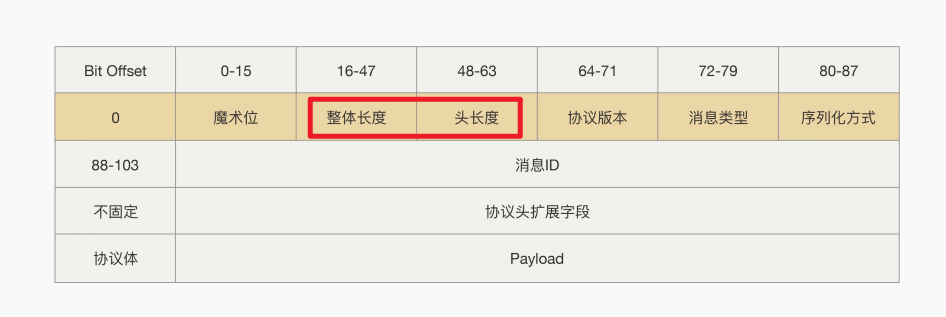 Bit Offset 0-15 16-47 48-63 64-71 72-79 80-87
0 魔术位 整体长度 头长度 协议版本 消息类型 序列化方式
88-103 消息ID
不固定 协议头扩展字段
协议体 Payload